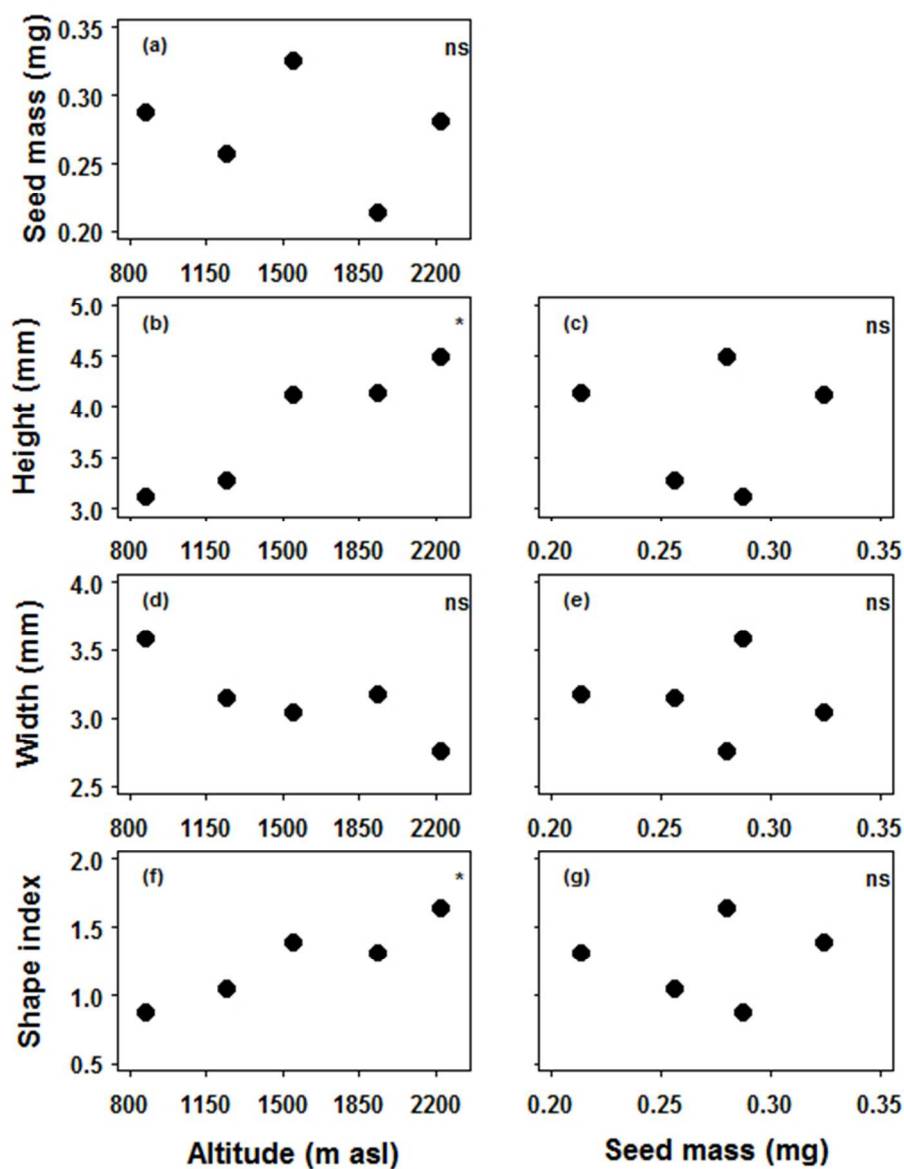 Seed mass (mg)
0.35
0.30
0.25
0.20
(a)
ns
800 1150 1500 1850 2200
Height (mm)
5.0
4.5
4.0
3.5
3.0
(b)
*
800 1150 1500 1850 2200
(c)
ns
0.20 0.25 0.30 0.35
Width (mm)
4.0
3.5
3.0
2.5
(d)
ns
800 1150 1500 1850 2200
(e)
ns
0.20 0.25 0.30 0.35
Shape index
2.0
1.5
1.0
0.5
(f)
*
800 1150 1500 1850 2200
Altitude (m asl)
(g)
ns
0.20 0.25 0.30 0.35
Seed mass (mg)